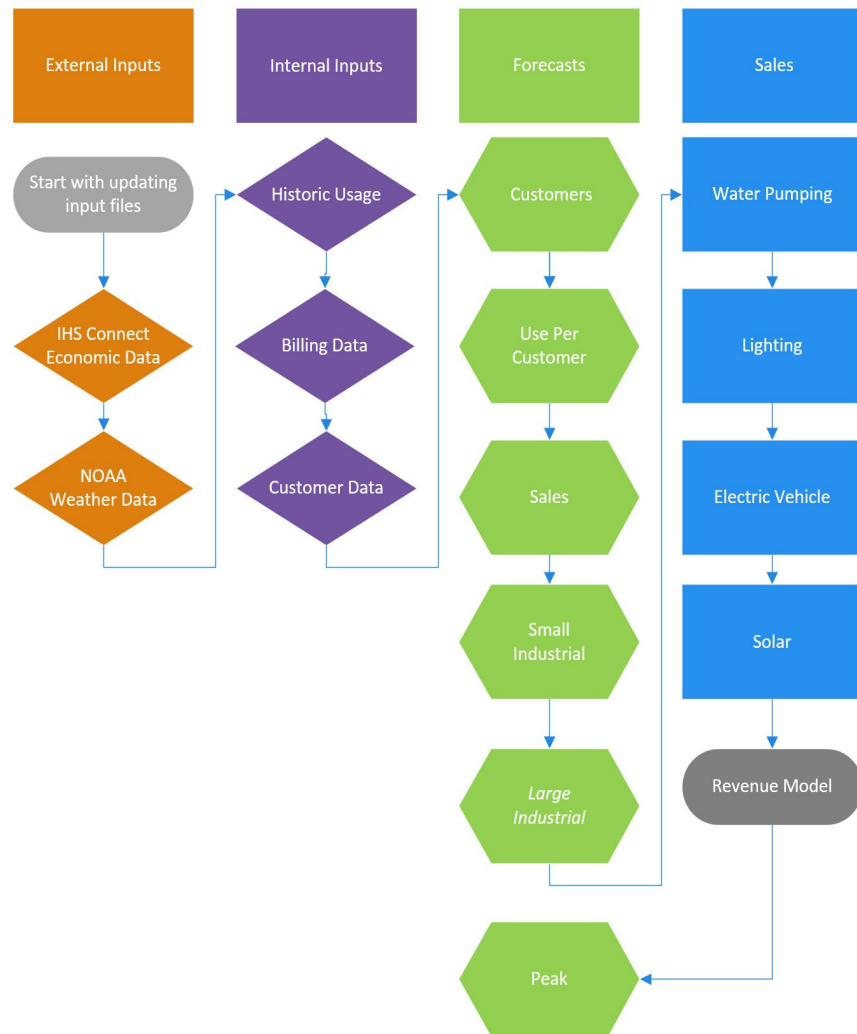 External Inputs
Internal Inputs
Forecasts
Sales
Start with updating
input files
IHS Connect
Economic Data
NOAA
Weather Data
Historic Usage
Billing Data
Customer Data
Customers
Use Per
Customer
Sales
Small
Industrial
Large
Industrial
Water Pumping
Lighting
Electric Vehicle
Solar
Revenue Model
Peak